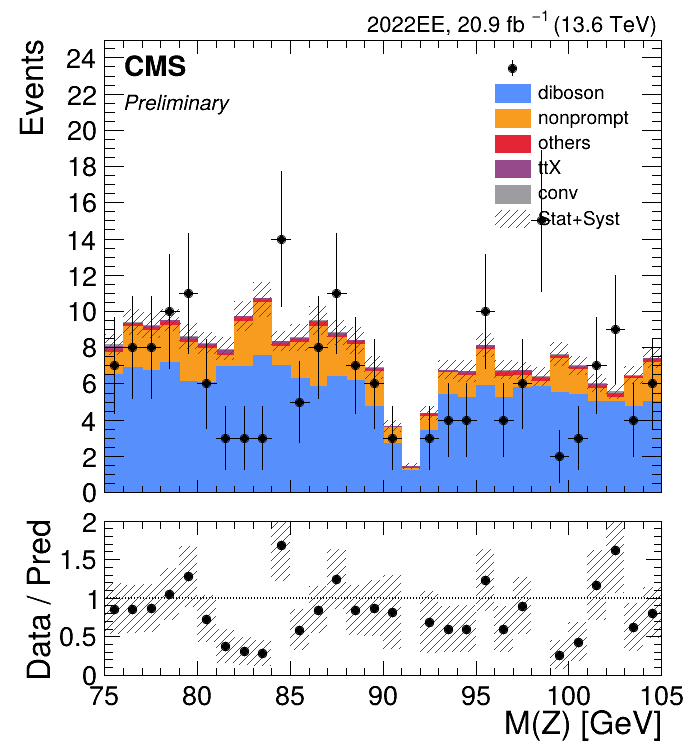 2022EE, 20.9 fb⁻¹ (13.6 TeV)
Events
CMS
Preliminary
diboson
nonprompt
others
ttX
conv
Stat+Syst
24
22
20
18
16
14
12
10
8
6
4
2
0
Data / Pred
2
1.5
1
0.5
0
75 80 85 90 95 100 105
M(Z) [GeV]